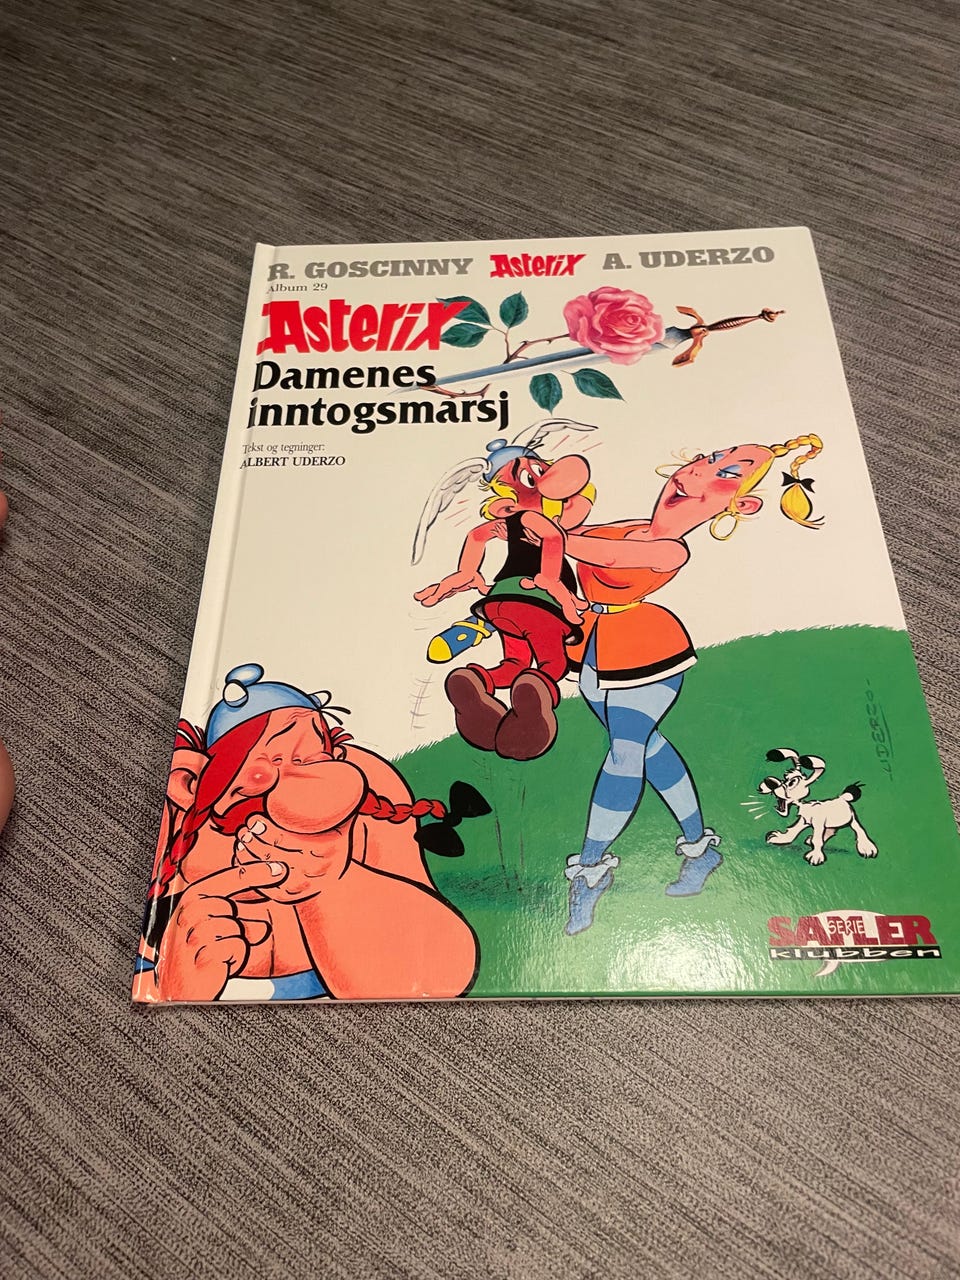 R. GOSCINNY Asterix A. UDERZO
Album 29
Asterix
Damenes
inntogsmarsj
Tekst og tegninger:
ALBERT UDERZO
UDERZO
SAMLER
SERIE
klubben